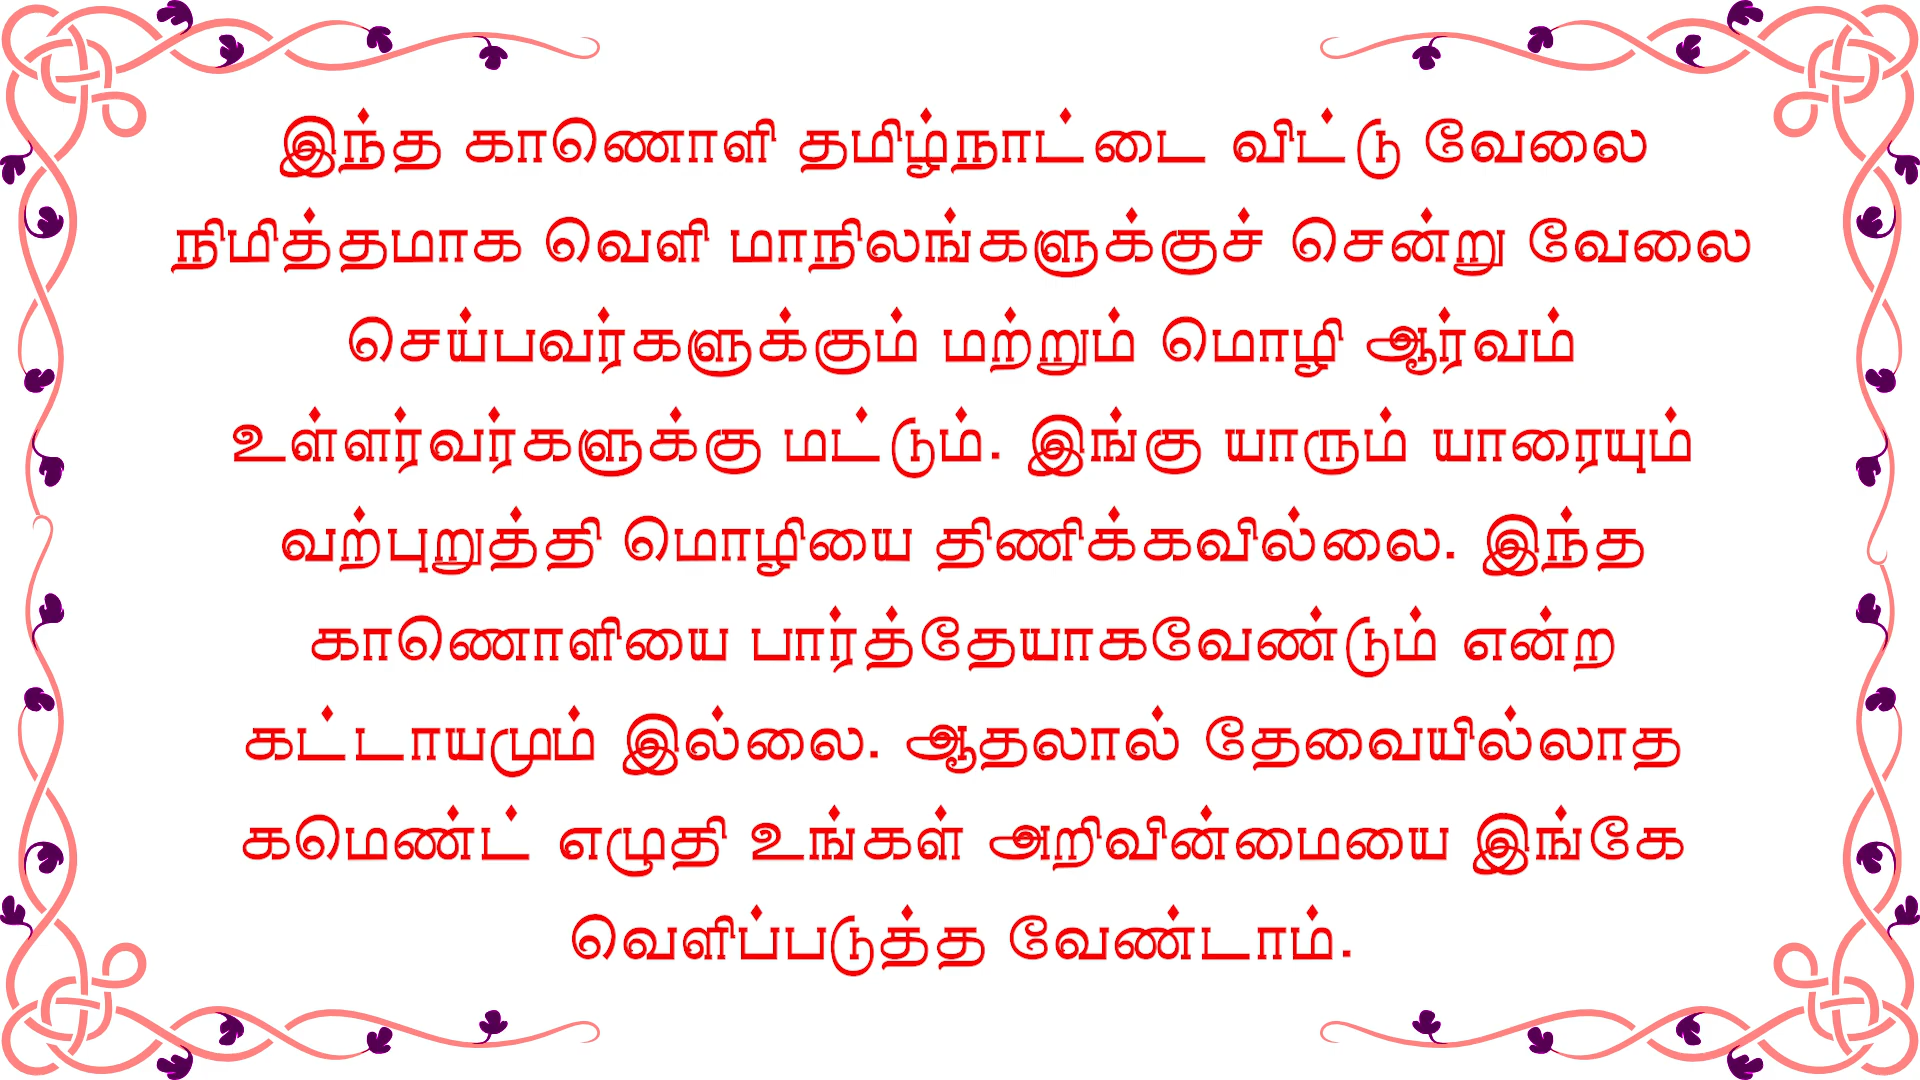 இந்த காணொளி தமிழ்நாட்டை விட்டு வேலை
நிமித்தமாக வெளி மாநிலங்களுக்குச் சென்று வேலை
செய்பவர்களுக்கும் மற்றும் மொழி ஆர்வம்
உள்ளர்வர்களுக்கு மட்டும். இங்கு யாரும் யாரையும்
வற்புறுத்தி மொழியை திணிக்கவில்லை. இந்த
காணொளியை பார்த்தேயாகவேண்டும் என்ற
கட்டாயமும் இல்லை. ஆதலால் தேவையில்லாத
கமெண்ட் எழுதி உங்கள் அறிவின்மையை இங்கே
வெளிப்படுத்த வேண்டாம்.